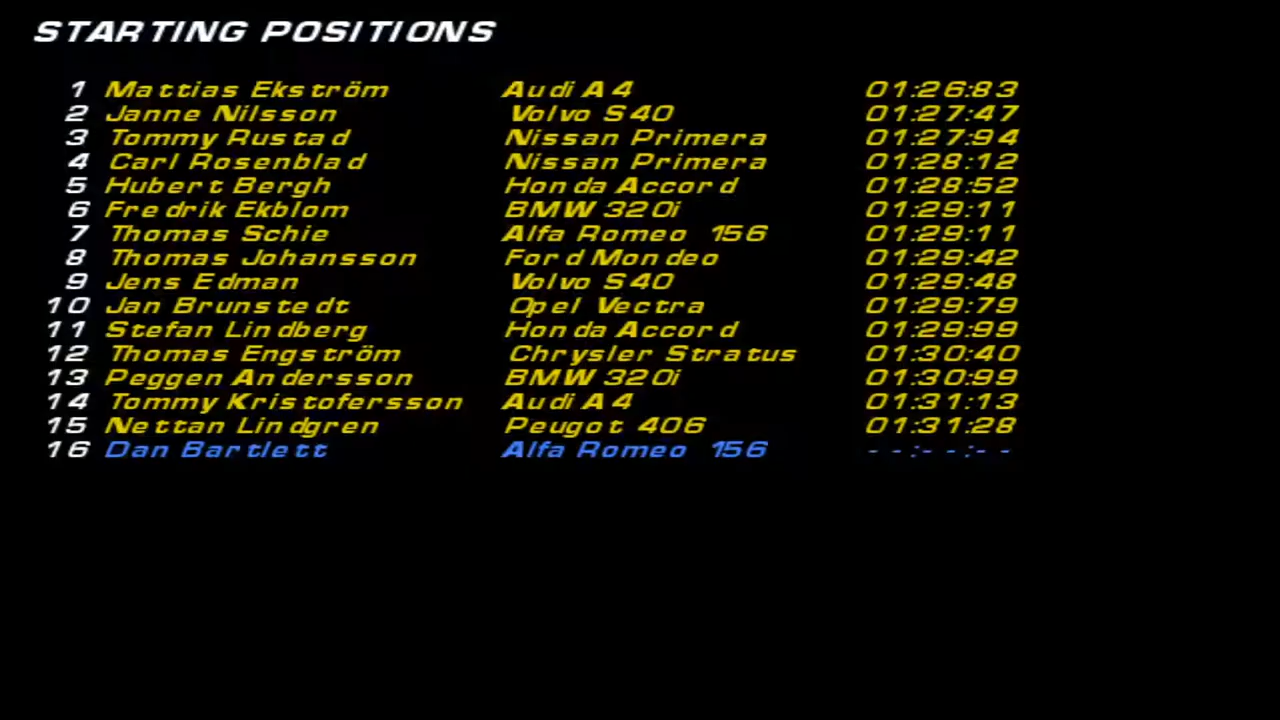 STARTING POSITIONS
1 Mattias Ekström Audi A4 01:26:83
2 Janne Nilsson Volvo S40 01:27:47
3 Tommy Rustad Nissan Primera 01:27:94
4 Carl Rosenblad Nissan Primera 01:28:12
5 Hubert Bergh Honda Accord 01:28:52
6 Fredrik Ekblom BMW 320i 01:29:11
7 Thomas Schie Alfa Romeo 156 01:29:11
8 Thomas Johansson Ford Mondeo 01:29:42
9 Jens Edman Volvo S40 01:29:48
10 Jan Brunstedt Opel Vectra 01:29:79
11 Stefan Lindberg Honda Accord 01:29:99
12 Thomas Engström Chrysler Stratus 01:30:40
13 Peggen Andersson BMW 320i 01:30:99
14 Tommy Kristofersson Audi A4 01:31:13
15 Nettan Lindgren Peugot 406 01:31:28
16 Dan Bartlett Alfa Romeo 156 --:--:--